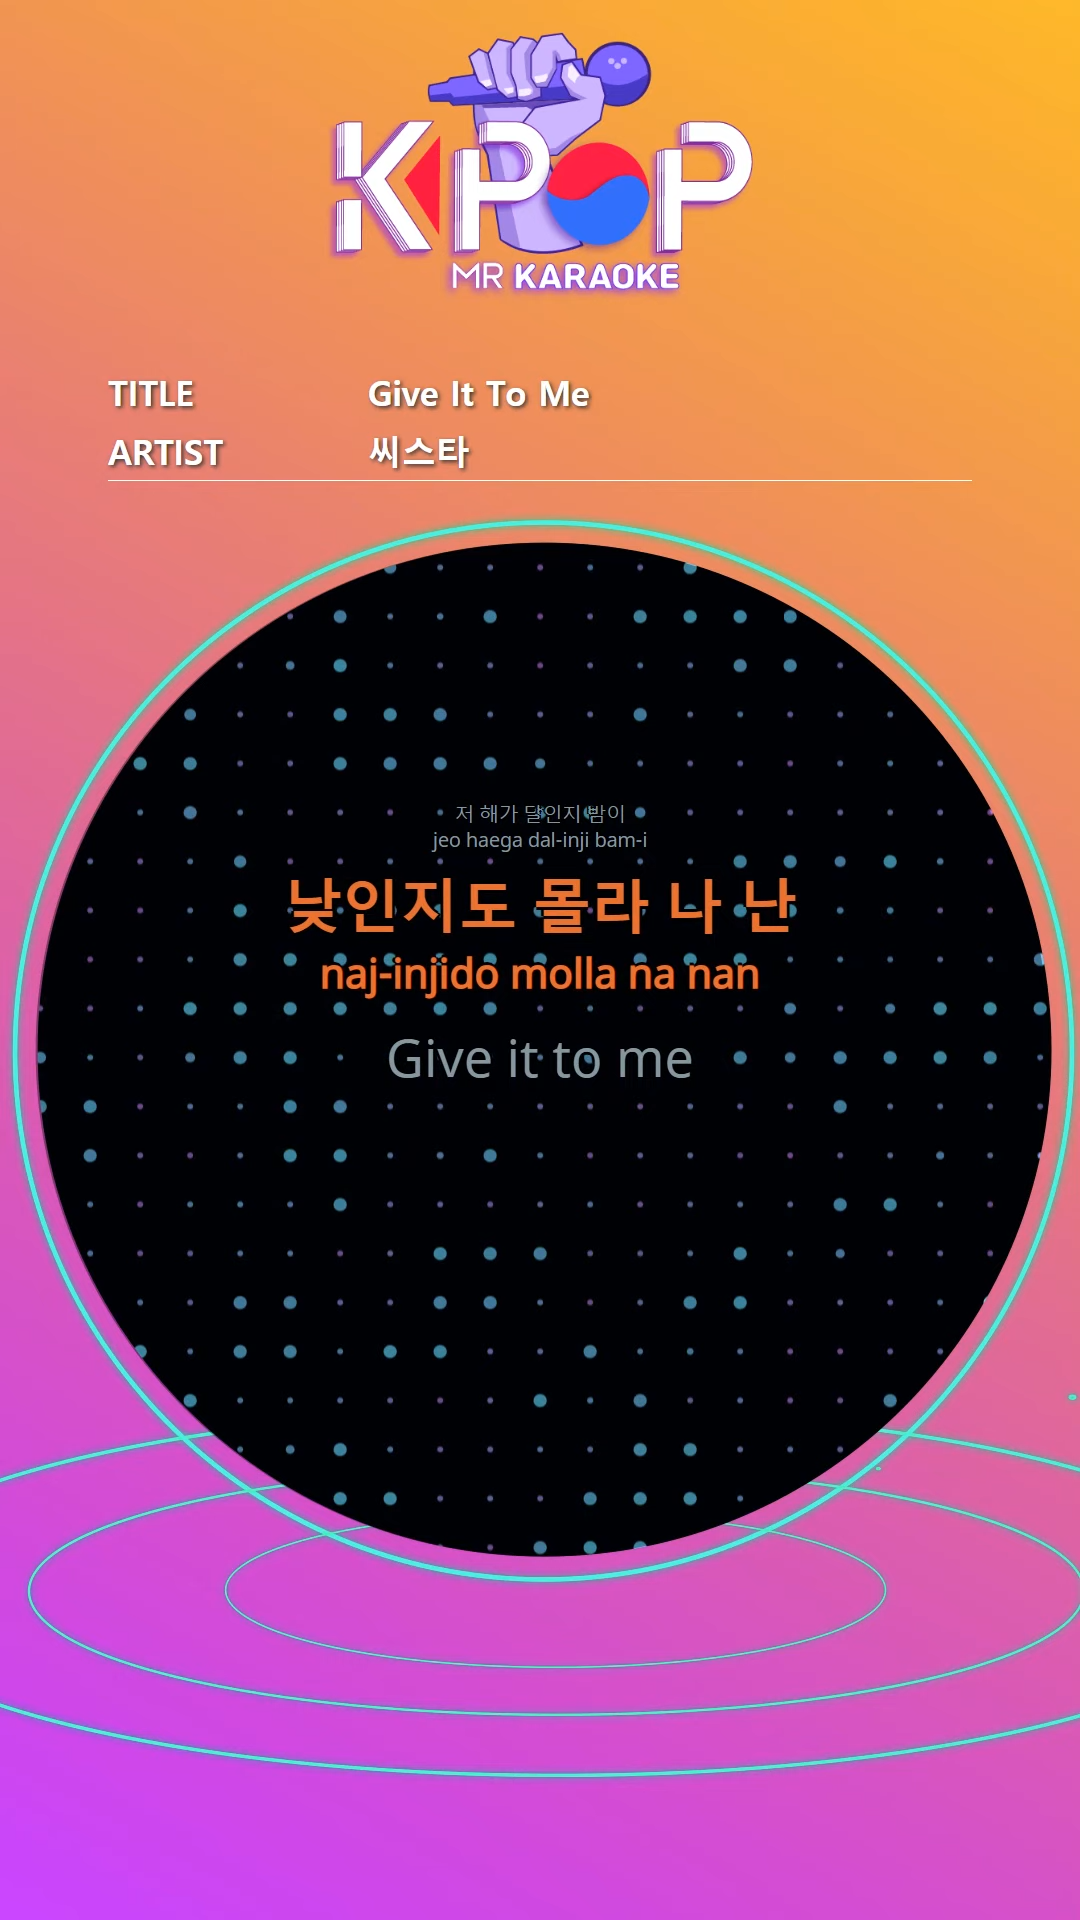 KPOP
MR KARAOKE
TITLE Give It To Me
ARTIST 씨스타
저 해가 달인지 밤이
jeo haega dal-inji bam-i
낮인지도 몰라 나 난
naj-injido molla na nan
Give it to me